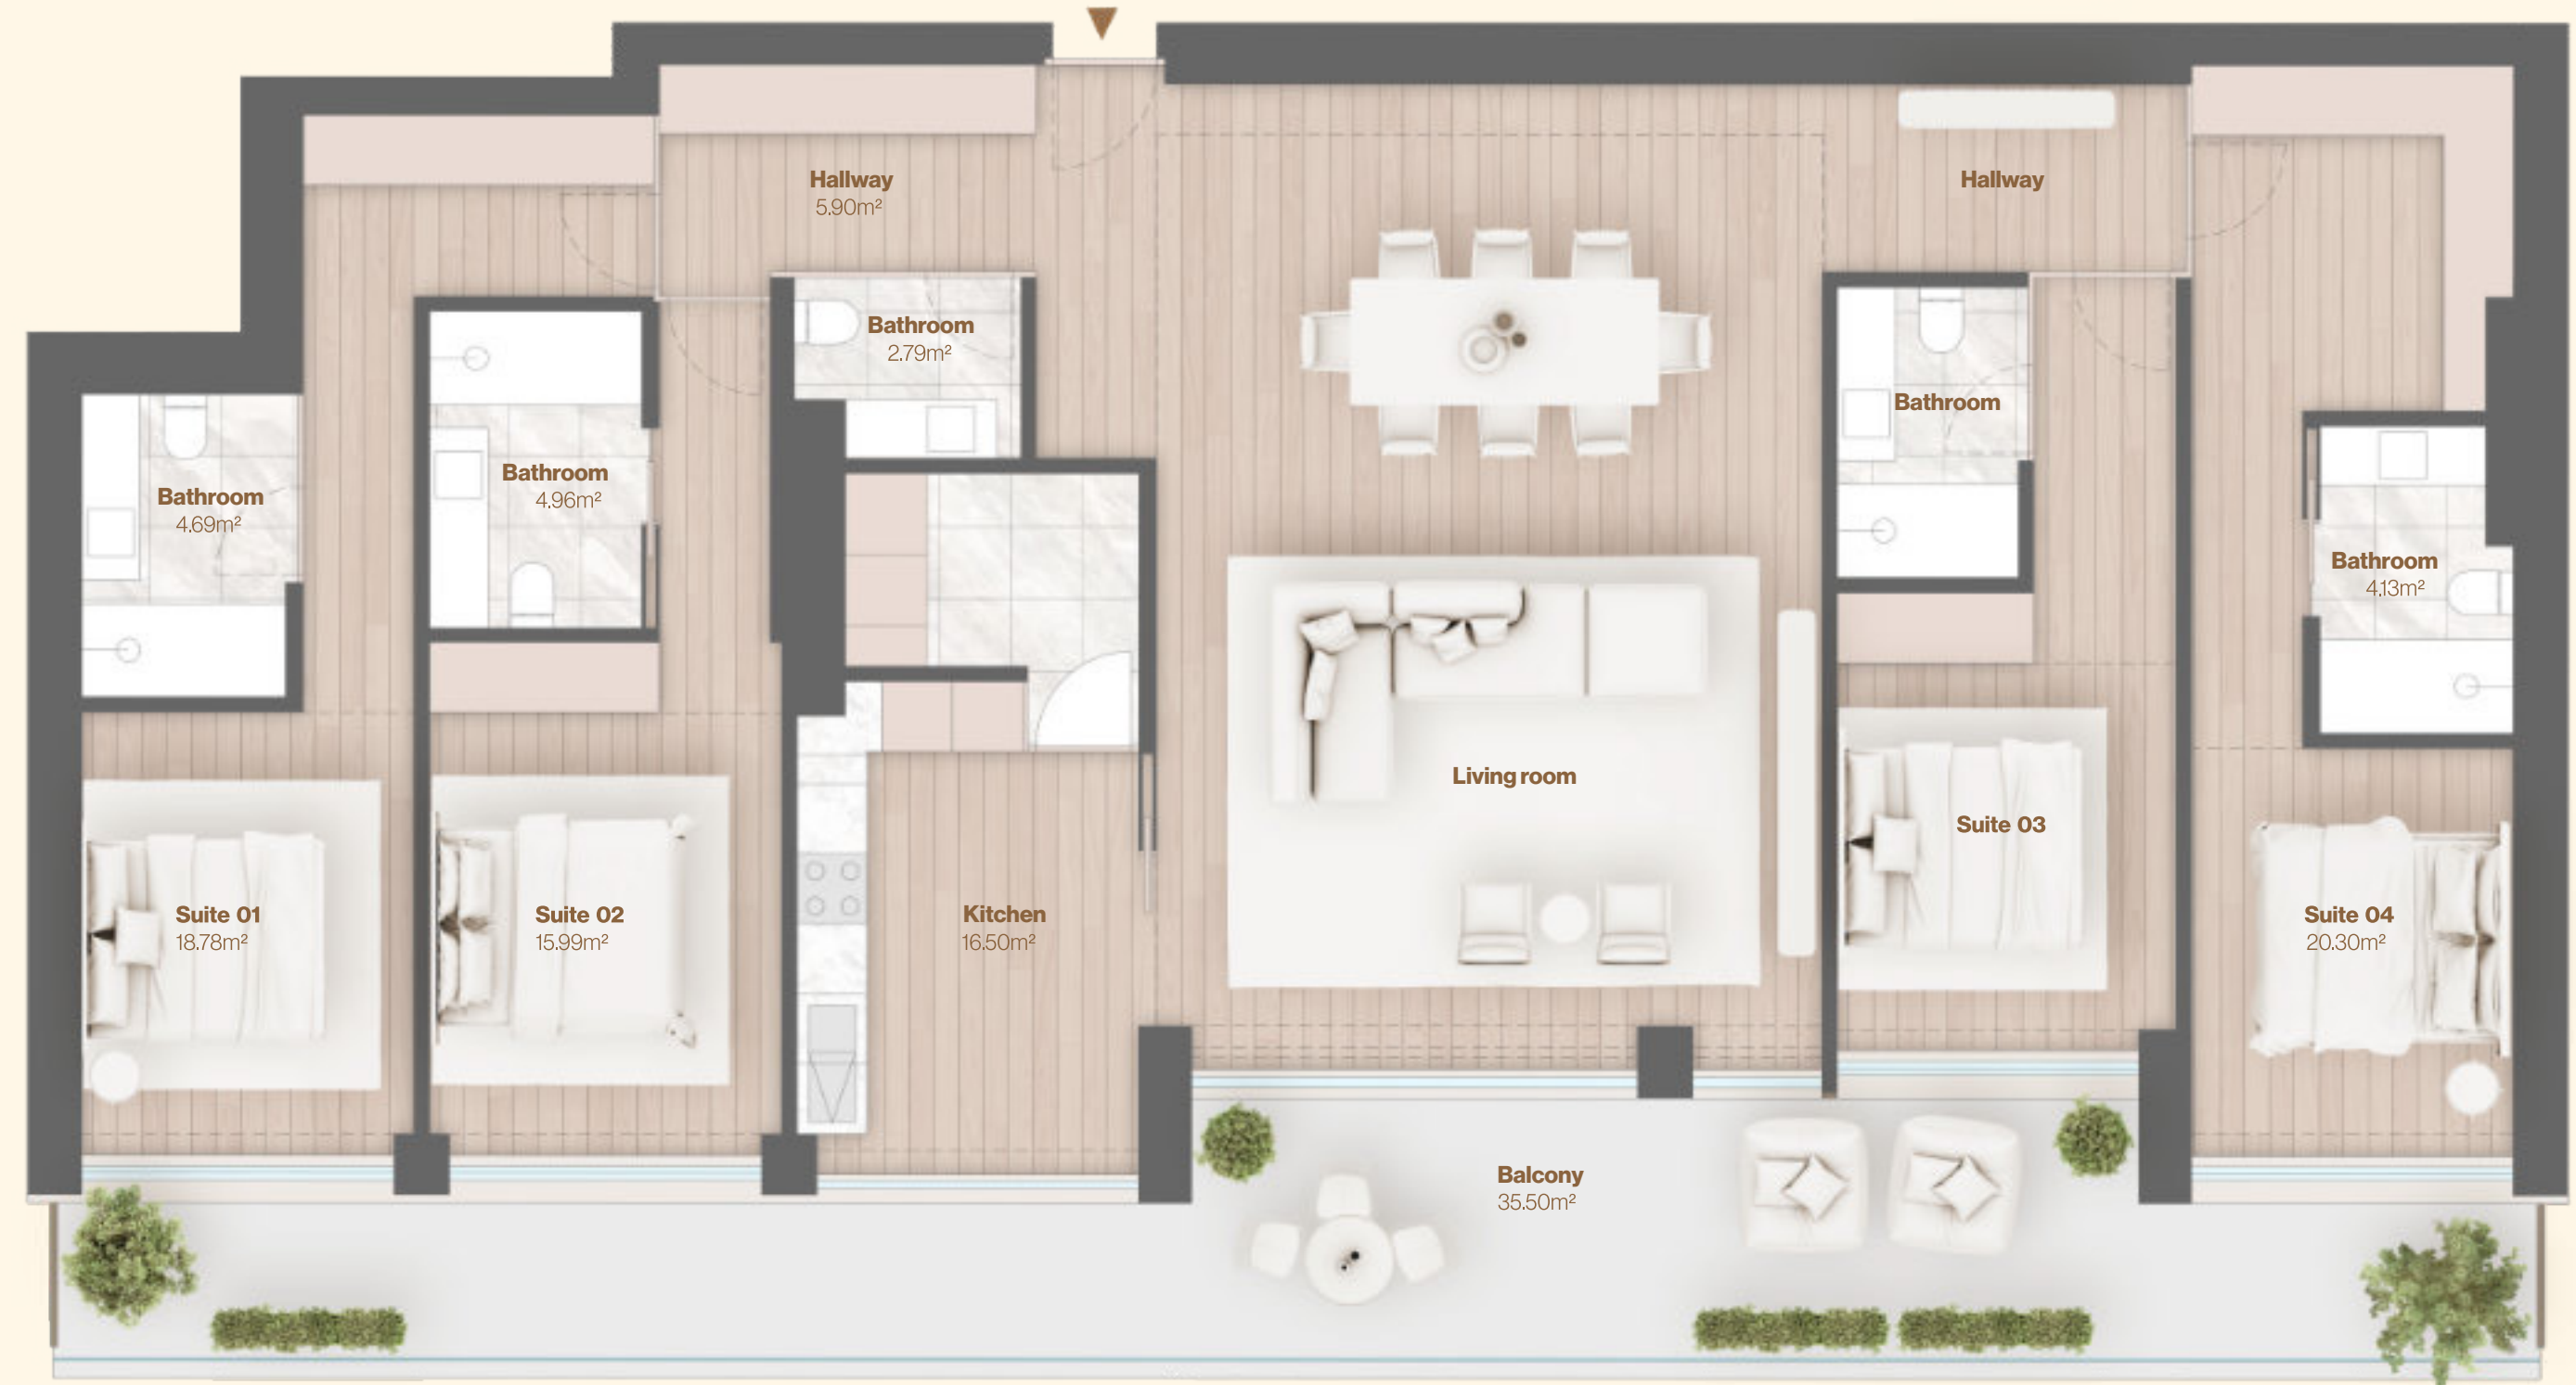 Hallway
5.90m²
Hallway
Bathroom
2.79m²
Bathroom
Bathroom
4.96m²
Bathroom
4.69m²
Bathroom
4.13m²
Living room
Suite 03
Suite 01
18.78m²
Suite 02
15.99m²
Kitchen
16.50m²
Suite 04
20.30m²
Balcony
35.50m²